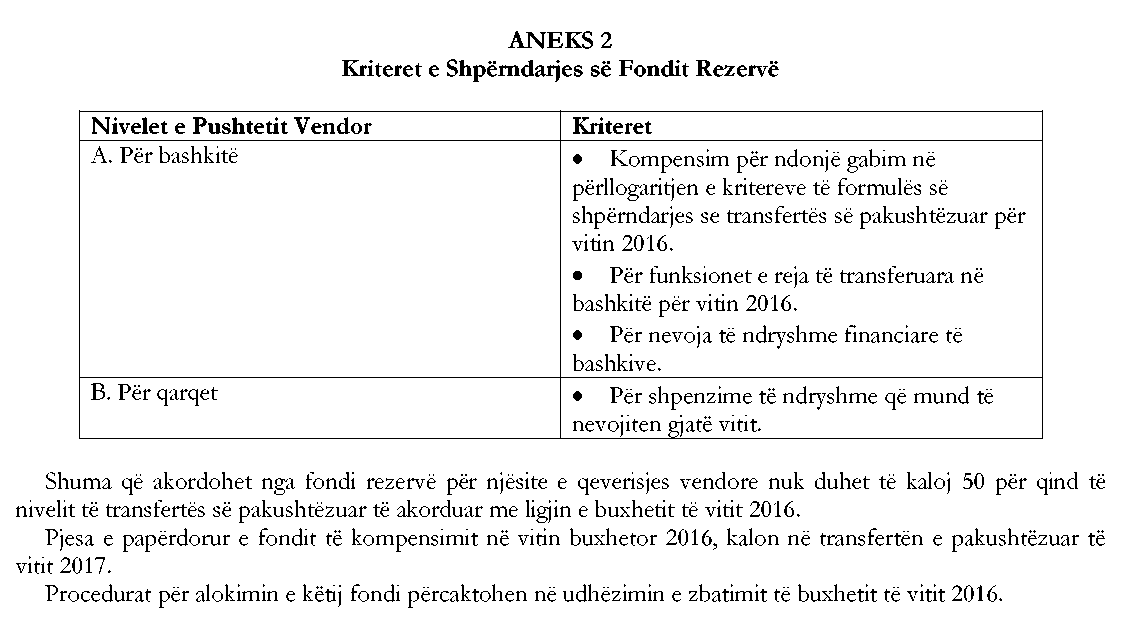 ANEKS 2
Kriteret e Shpërndarjes së Fondit Rezervë
Nivelet e Pushtetit Vendor
Kriteret
A. Për bashkitë
• Kompensim për ndonjë gabim në
përllogaritjen e kritereve të formulës së
shpërndarjes se transfertës së pakushtëzuar për
vitin 2016.
• Për funksionet e reja të transferuara në
bashkitë për vitin 2016.
• Për nevoja të ndryshme financiare të
bashkive.
B. Për qarqet
• Për shpenzime të ndryshme që mund të
nevojiten gjatë vitit.
Shuma që akordohet nga fondi rezervë për njësite e qeverisjes vendore nuk duhet të kaloj 50 për qind të
nivelit të transfertës së pakushtëzuar të akorduar me ligjin e buxhetit të vitit 2016.
Pjesa e papërdorur e fondit të kompensimit në vitin buxhetor 2016, kalon në transfertën e pakushtëzuar të
vitit 2017.
Procedurat për alokimin e këtij fondi përcaktohen në udhëzimin e zbatimit të buxhetit të vitit 2016.